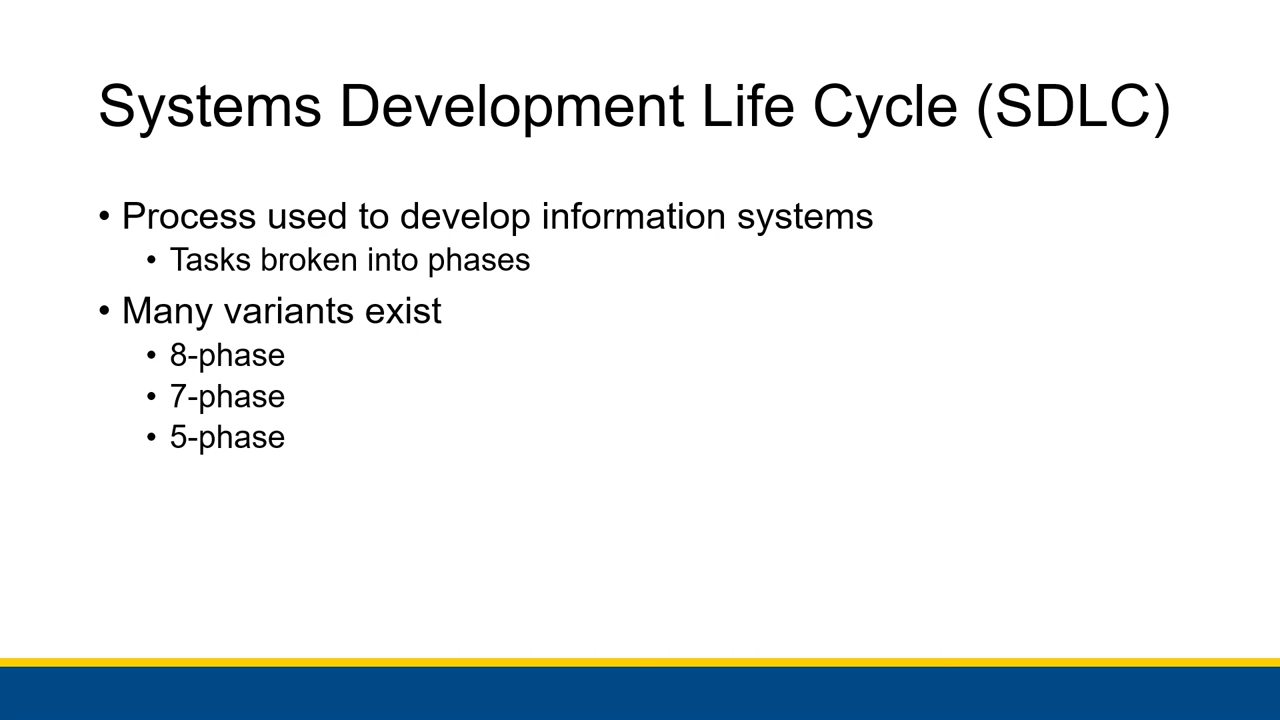 Systems Development Life Cycle (SDLC)
• Process used to develop information systems
• Tasks broken into phases
• Many variants exist
• 8-phase
• 7-phase
• 5-phase